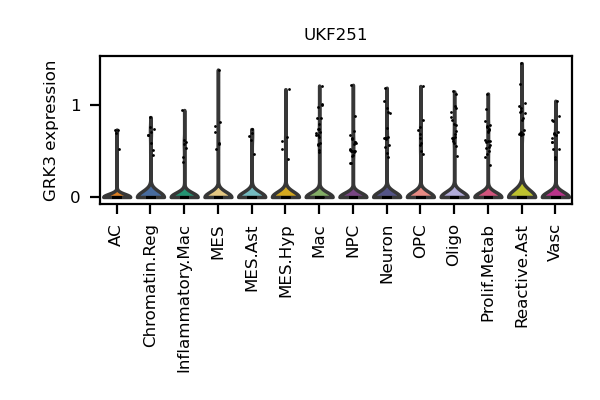 UKF251
GRK3 expression
1
0
AC
Chromatin.Reg
Inflammatory.Mac
MES
MES.Ast
MES.Hyp
Mac
NPC
Neuron
OPC
Oligo
Prolif.Metab
Reactive.Ast
Vasc